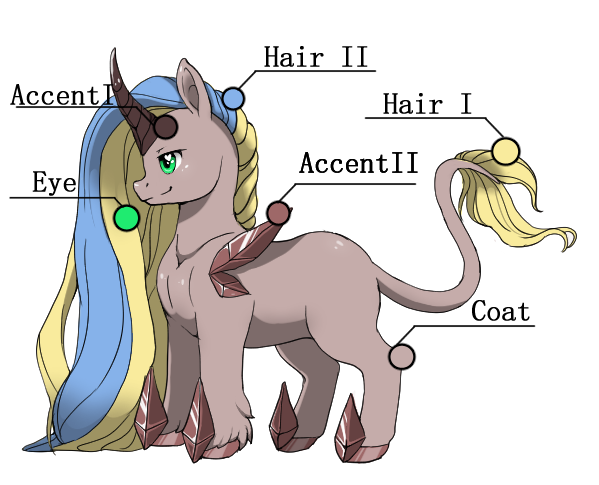 Hair II
AccentI
Hair I
AccentII
Eye
Coat